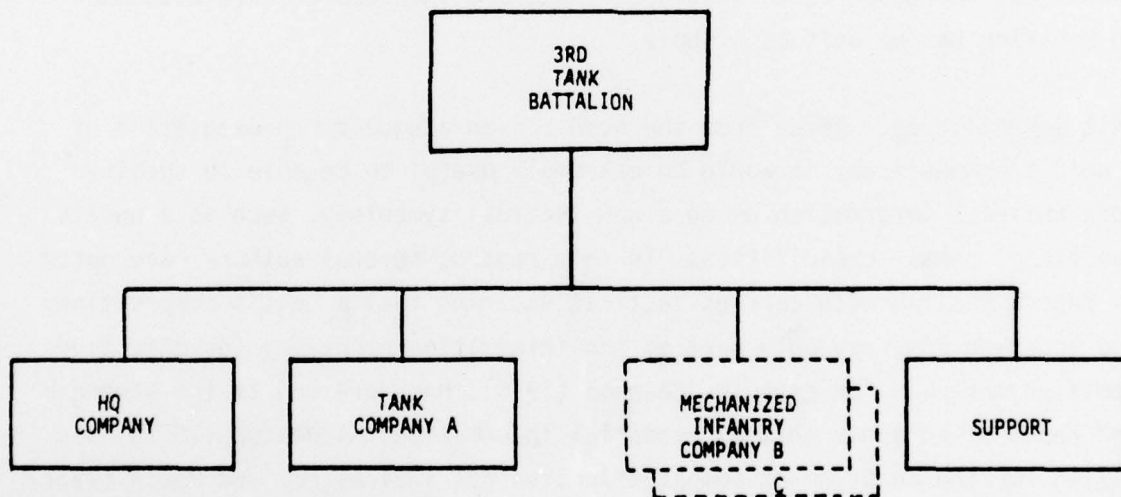 3RD
TANK
BATTALION
HQ
COMPANY
TANK
COMPANY A
MECHANIZED
INFANTRY
COMPANY B
C
SUPPORT